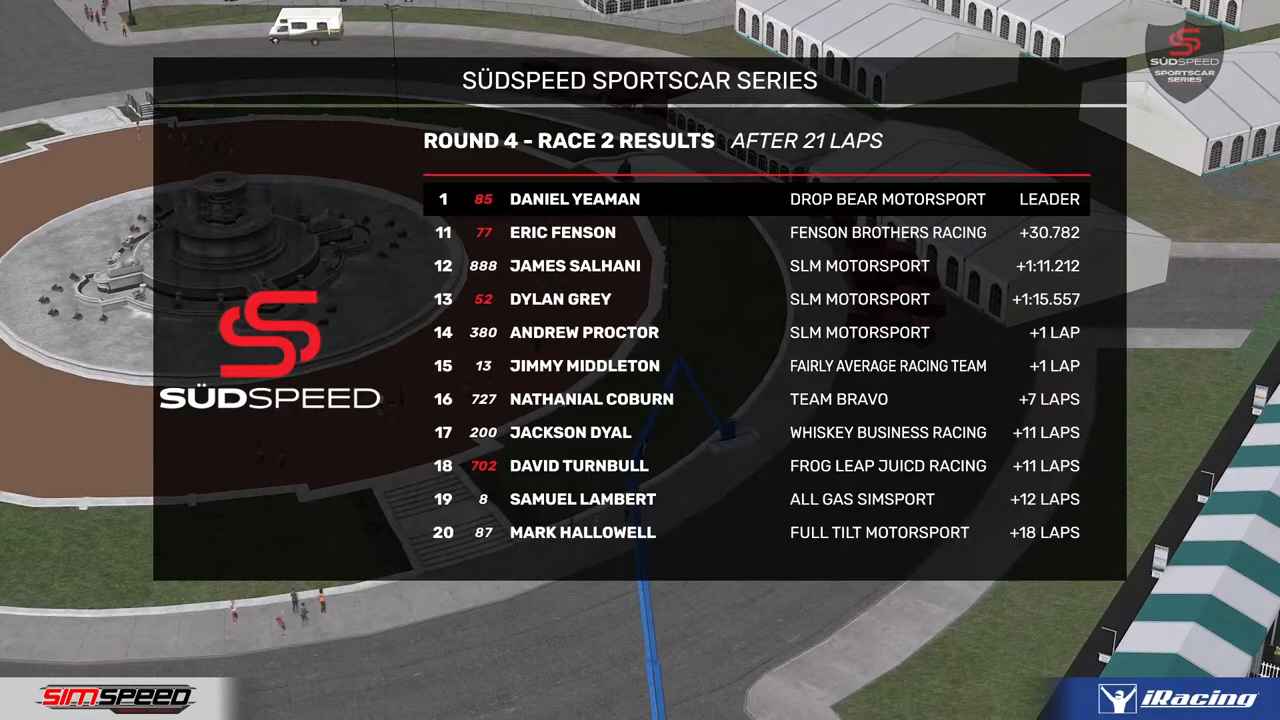 SÜDSPEED SPORTSCAR SERIES
SÜDSPEED
SPORTSCAR
SERIES
ROUND 4 - RACE 2 RESULTS AFTER 21 LAPS
1 85 DANIEL YEAMAN DROP BEAR MOTORSPORT LEADER
11 77 ERIC FENSON FENSON BROTHERS RACING +30.782
12 888 JAMES SALHANI SLM MOTORSPORT +1:11.212
13 52 DYLAN GREY SLM MOTORSPORT +1:15.557
14 380 ANDREW PROCTOR SLM MOTORSPORT +1 LAP
15 13 JIMMY MIDDLETON FAIRLY AVERAGE RACING TEAM +1 LAP
16 727 NATHANIAL COBURN TEAM BRAVO +7 LAPS
17 200 JACKSON DYAL WHISKEY BUSINESS RACING +11 LAPS
18 702 DAVID TURNBULL FROG LEAP JUICD RACING +11 LAPS
19 8 SAMUEL LAMBERT ALL GAS SIMSPORT +12 LAPS
20 87 MARK HALLOWELL FULL TILT MOTORSPORT +18 LAPS
SÜDSPEED
SIMSPEED
iRacing